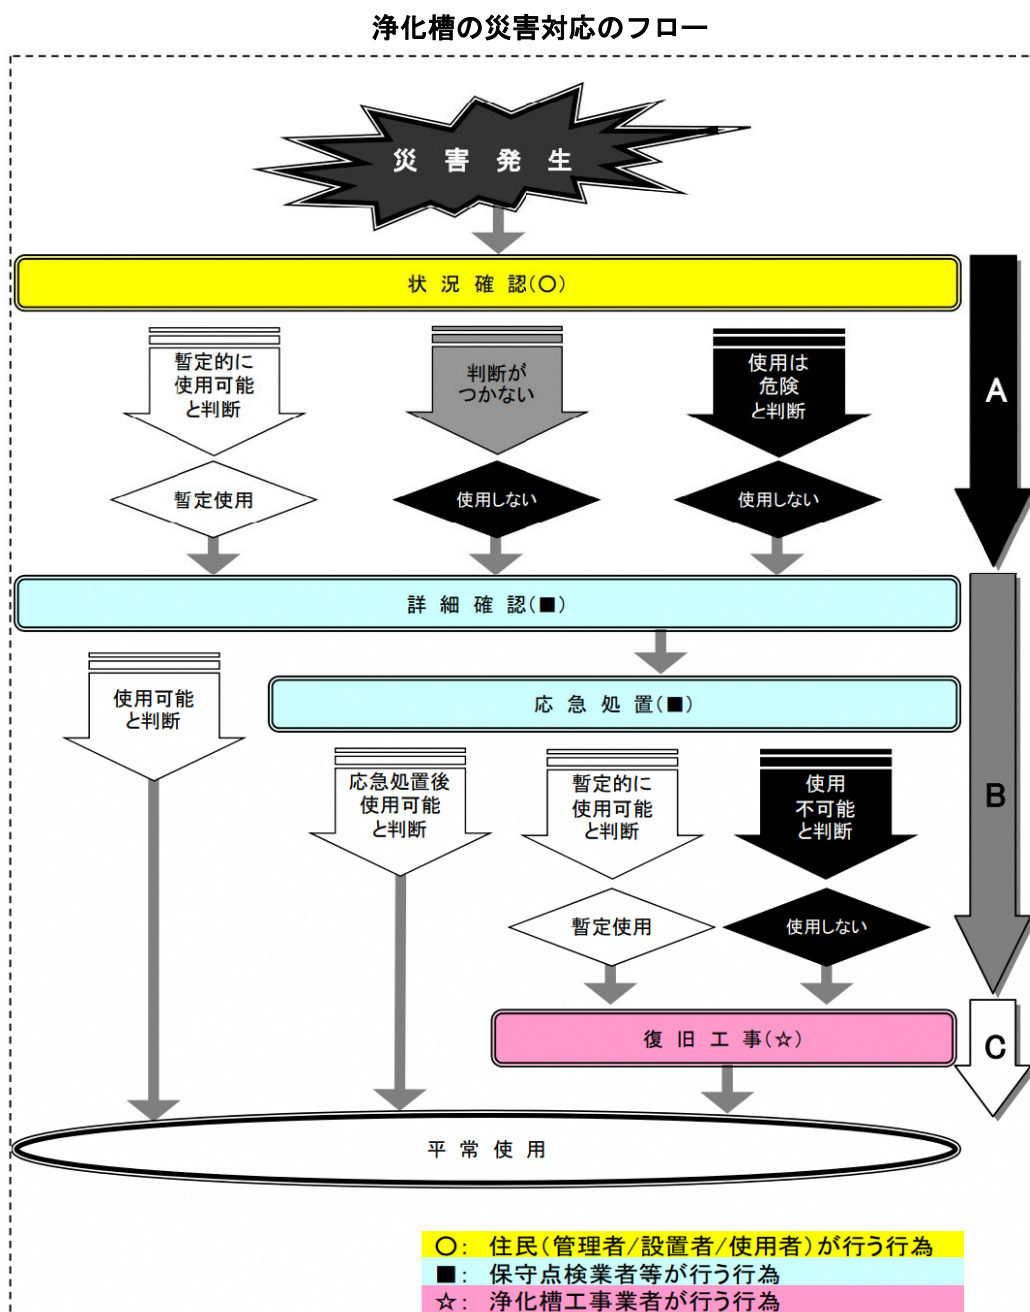 浄化槽の災害対応のフロー
災 害 発 生
状 況 確 認(〇)
暫定的に
使用可能
と判断
判断が
つかない
使用は
危険
と判断
A
暫定使用
使用しない
使用しない
詳 細 確 認(■)
使用可能
と判断
応 急 処 置(■)
応急処置後
使用可能
と判断
暫定的に
使用可能
と判断
使用
不可能
と判断
B
暫定使用
使用しない
復 旧 工 事(☆)
C
平 常 使 用
〇: 住民(管理者/設置者/使用者)が行う行為
■: 保守点検業者等が行う行為
☆: 浄化槽工事業者が行う行為